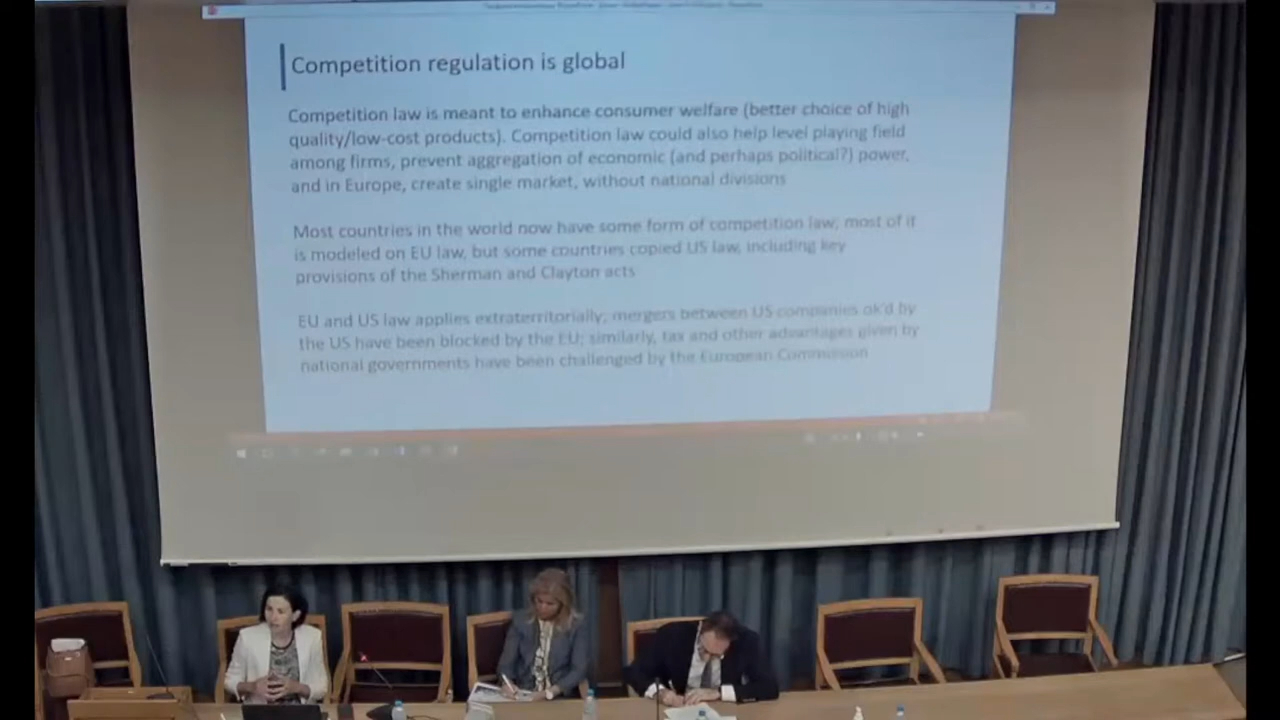 Competition regulation is global
Competition law is meant to enhance consumer welfare (better choice of high
quality/low-cost products). Competition law could also help level playing field
among firms, prevent aggregation of economic (and perhaps political?) power,
and in Europe, create single market, without national divisions
Most countries in the world now have some form of competition law; most of it
is modeled on EU law, but some countries copied US law, including key
provisions of the Sherman and Clayton acts
EU and US law applies extraterritorially; mergers between US companies ok'd by
the US have been blocked by the EU; similarly, tax and other advantages given by
national governments have been challenged by the European Commission